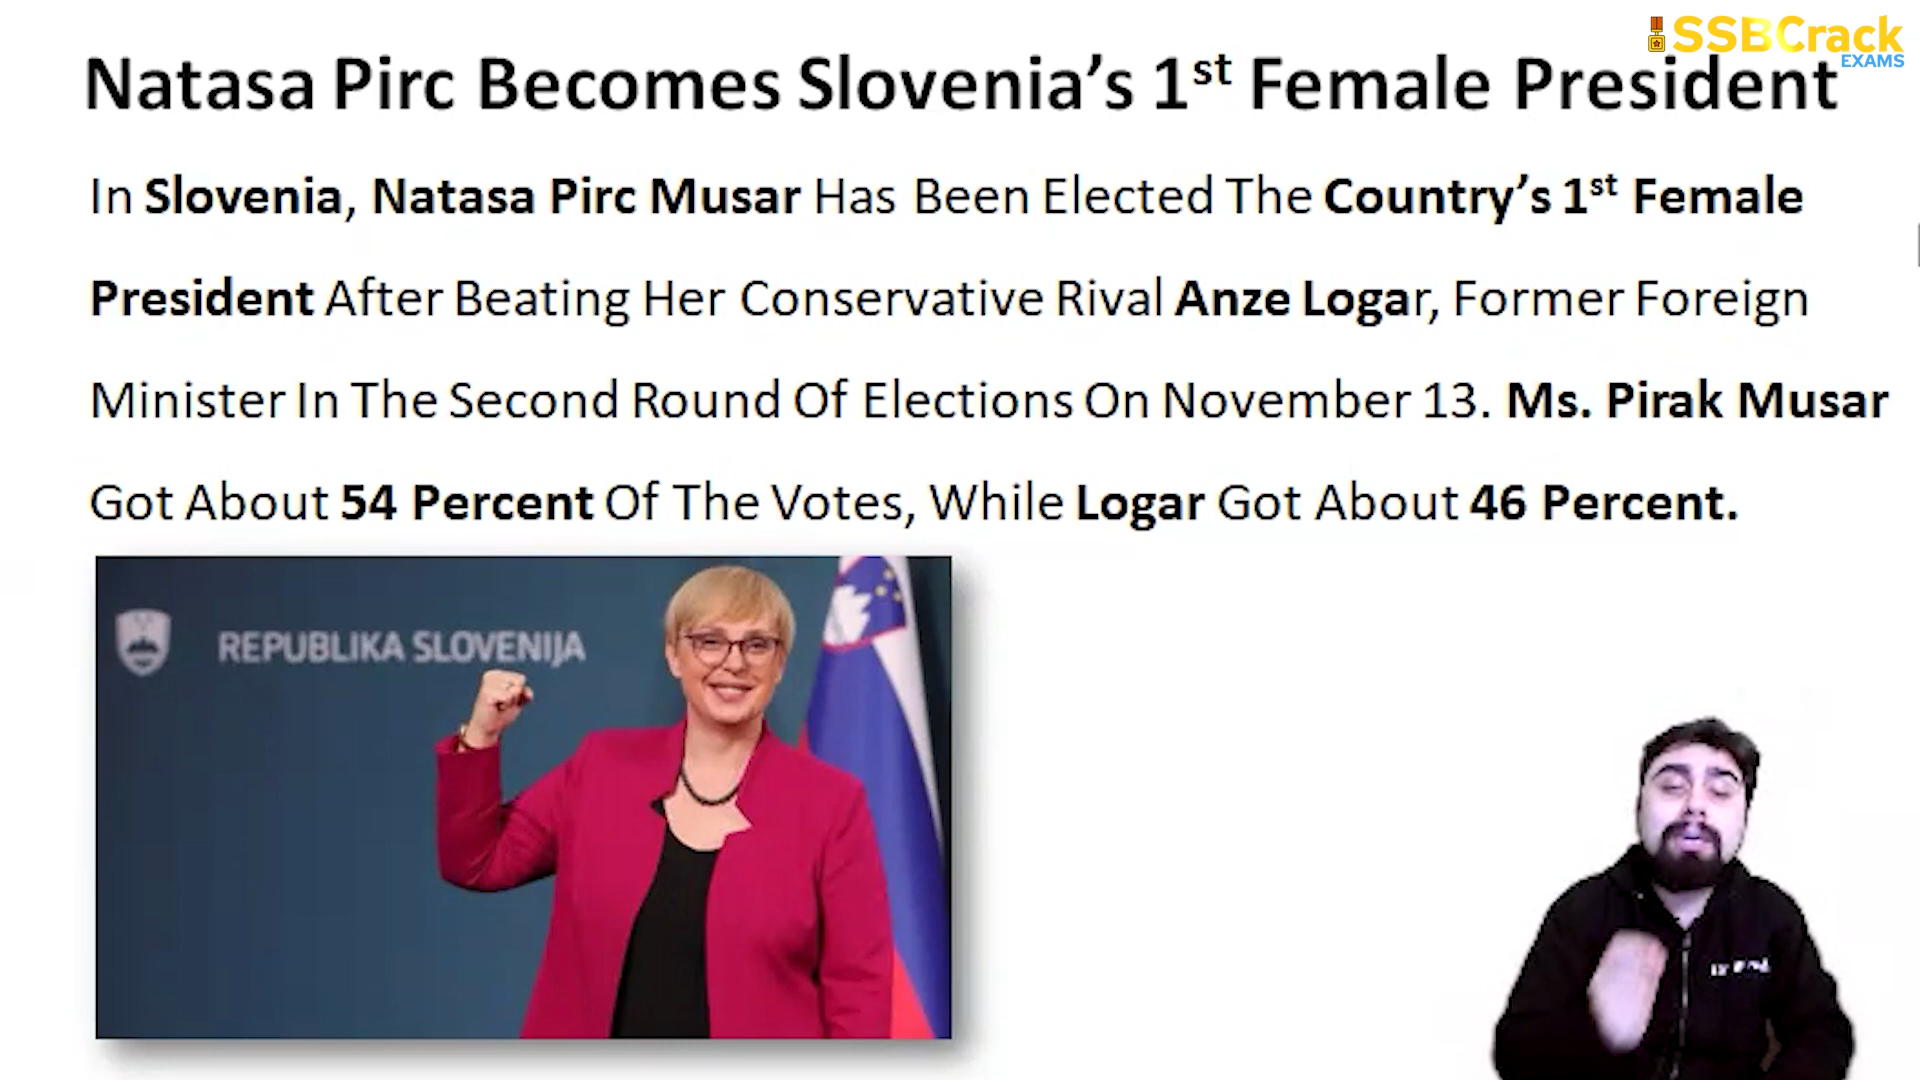 SSBCrack
EXAMS
Natasa Pirc Becomes Slovenia’s 1st Female President
In Slovenia, Natasa Pirc Musar Has Been Elected The Country’s 1st Female
President After Beating Her Conservative Rival Anze Logar, Former Foreign
Minister In The Second Round Of Elections On November 13. Ms. Pirak Musar
Got About 54 Percent Of The Votes, While Logar Got About 46 Percent.
REPUBLIKA SLOVENIJA